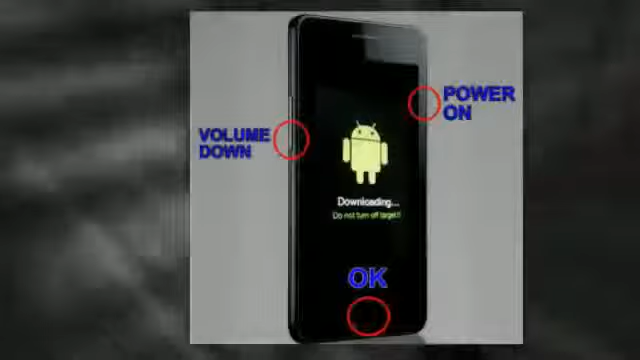 POWER
ON
VOLUME
DOWN
Downloading...
Do not turn off target!!
OK